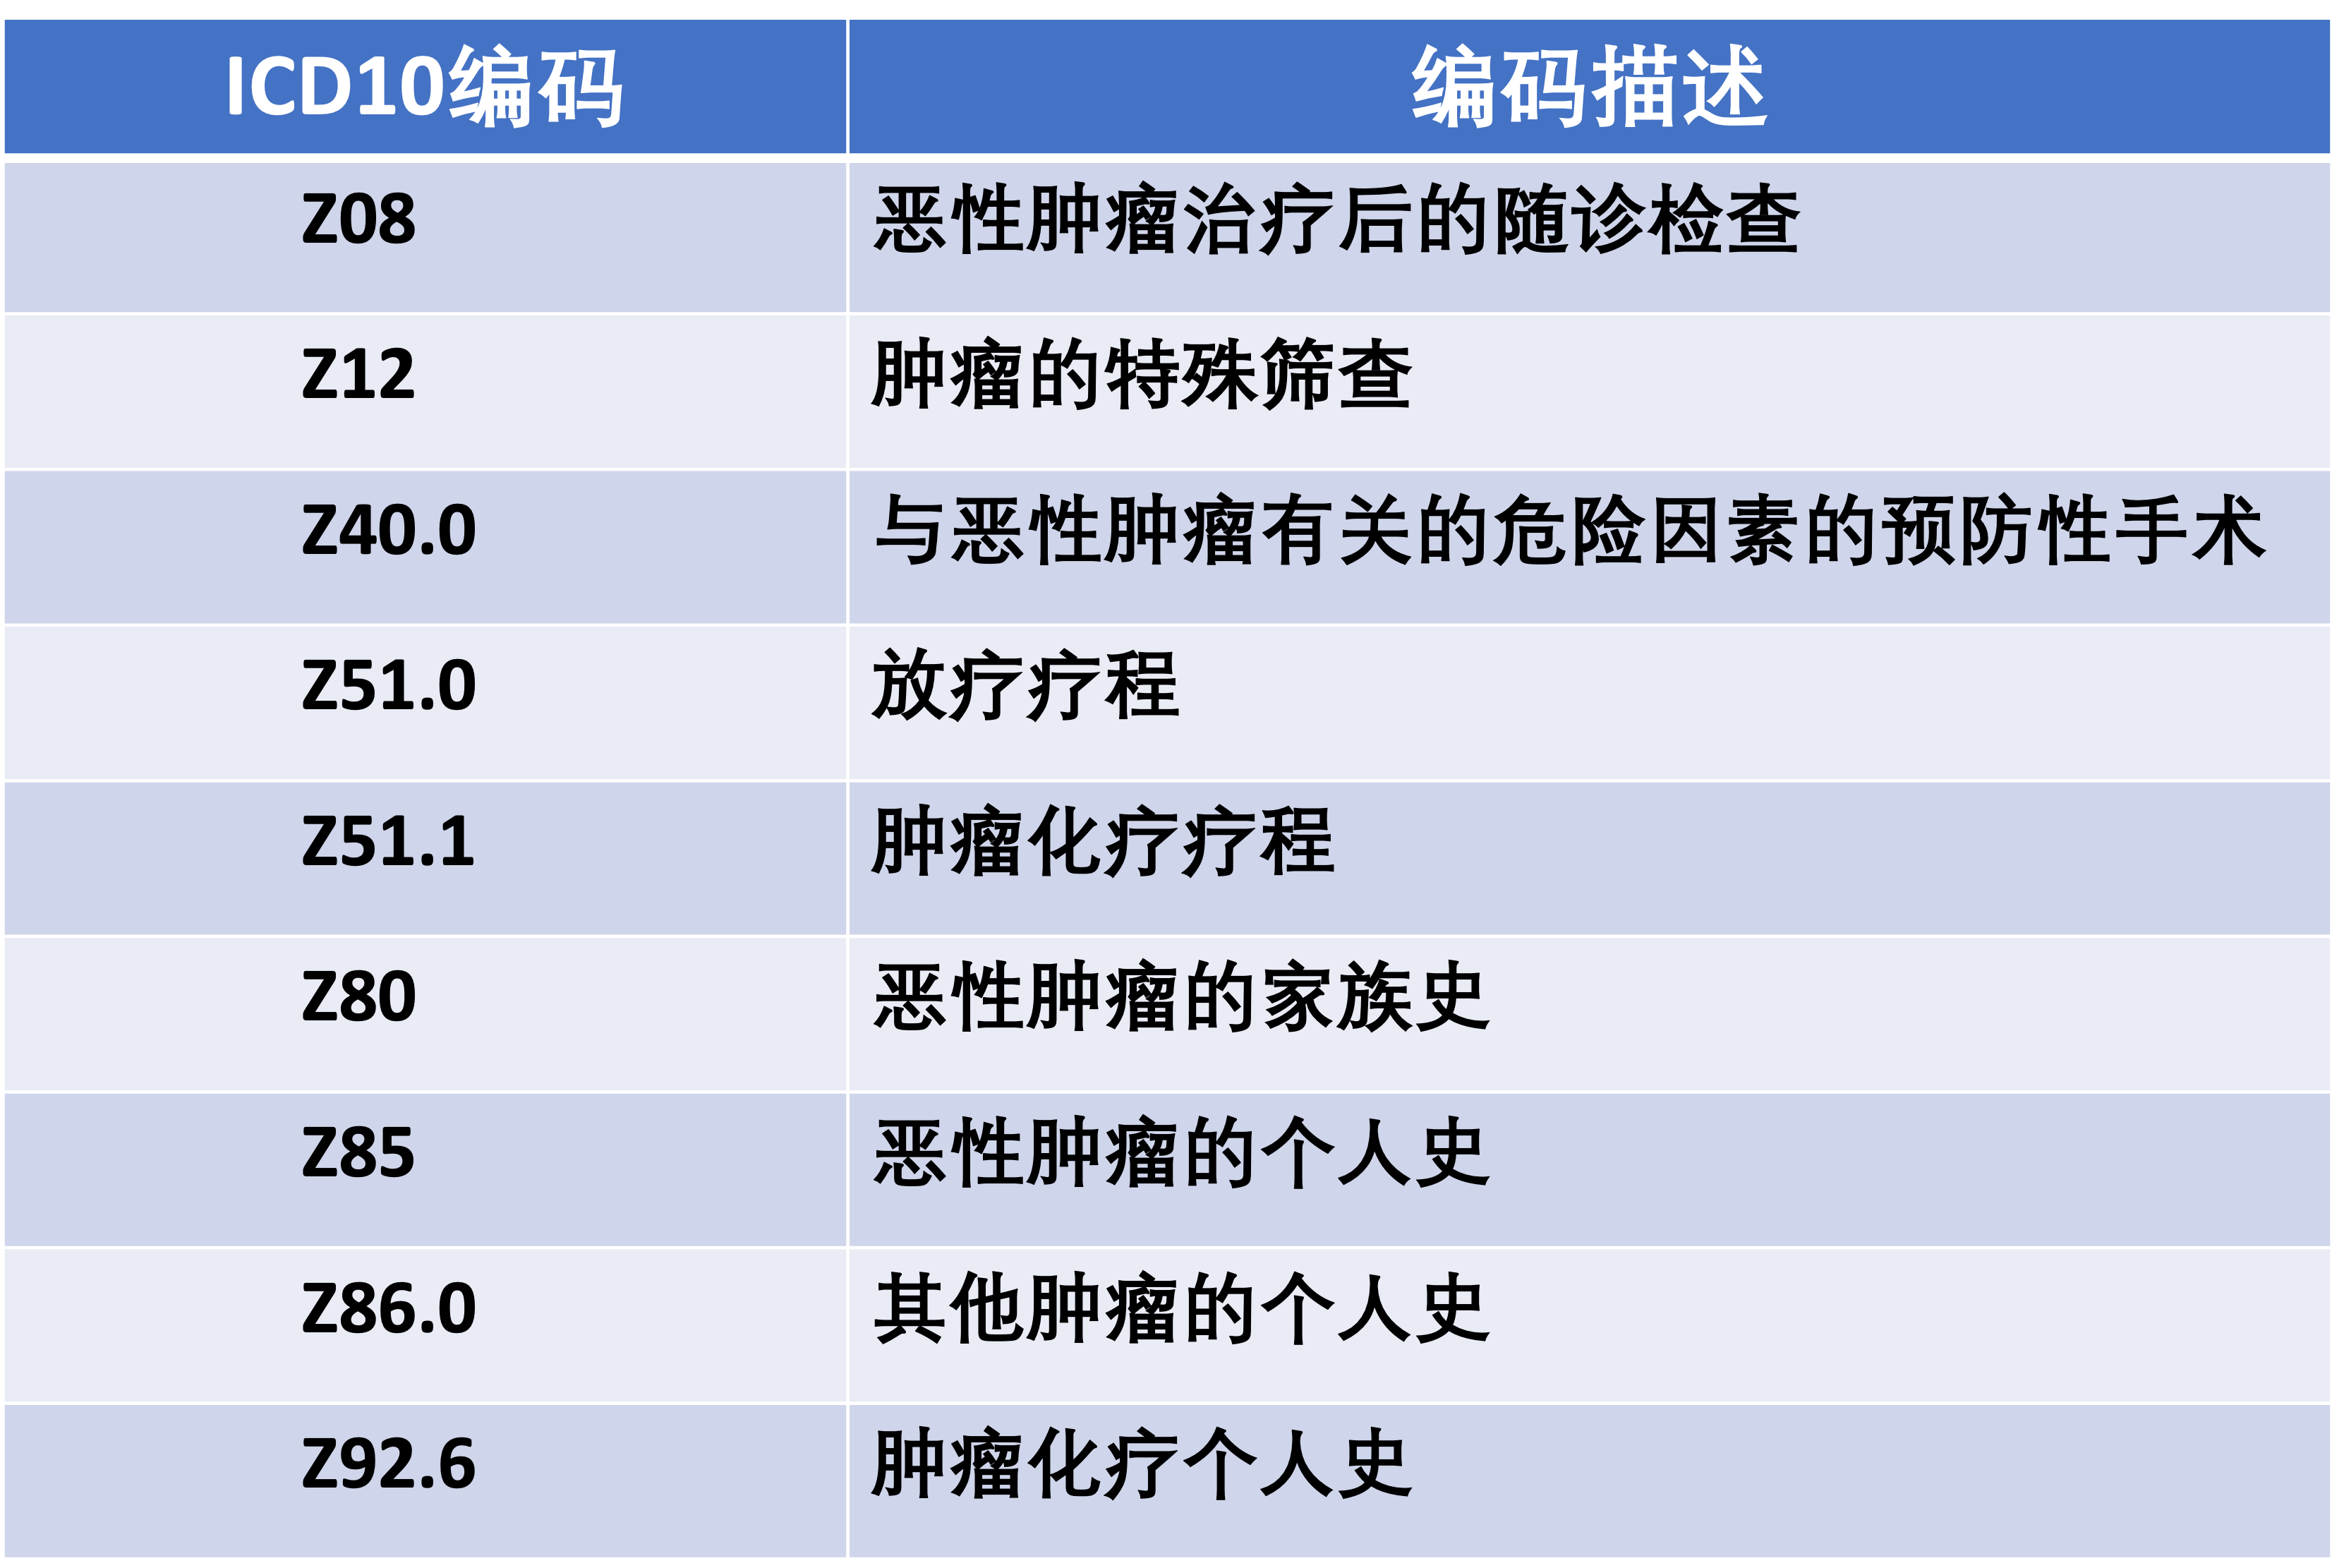 ICD10编码 编码描述
Z08 恶性肿瘤治疗后的随诊检查
Z12 肿瘤的特殊筛查
Z40.0 与恶性肿瘤有关的危险因素的预防性手术
Z51.0 放疗疗程
Z51.1 肿瘤化疗疗程
Z80 恶性肿瘤的家族史
Z85 恶性肿瘤的个人史
Z86.0 其他肿瘤的个人史
Z92.6 肿瘤化疗个人史